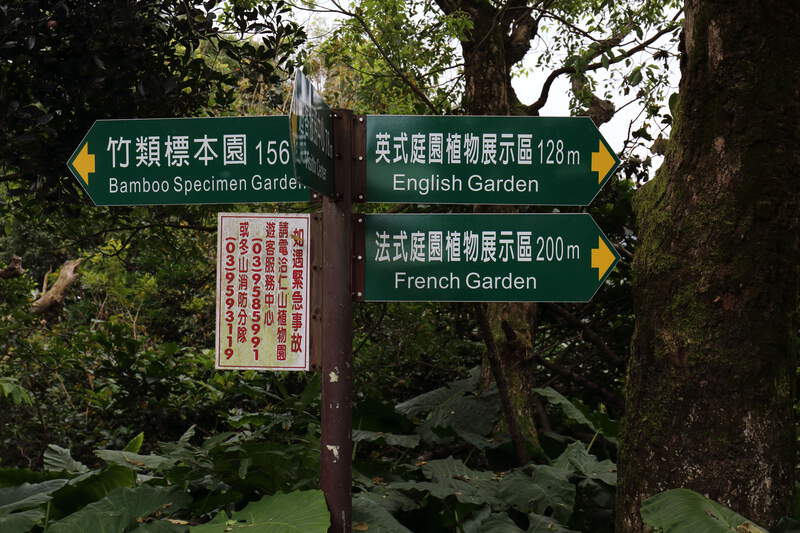 竹類標本園 156
Bamboo Specimen Garden
英式庭園植物展示區 128m
English Garden
法式庭園植物展示區 200m
French Garden
如遇緊急事故
請電洽仁山植物園
遊客服務中心
(03)9585991
或冬山消防分隊
(03)9593119